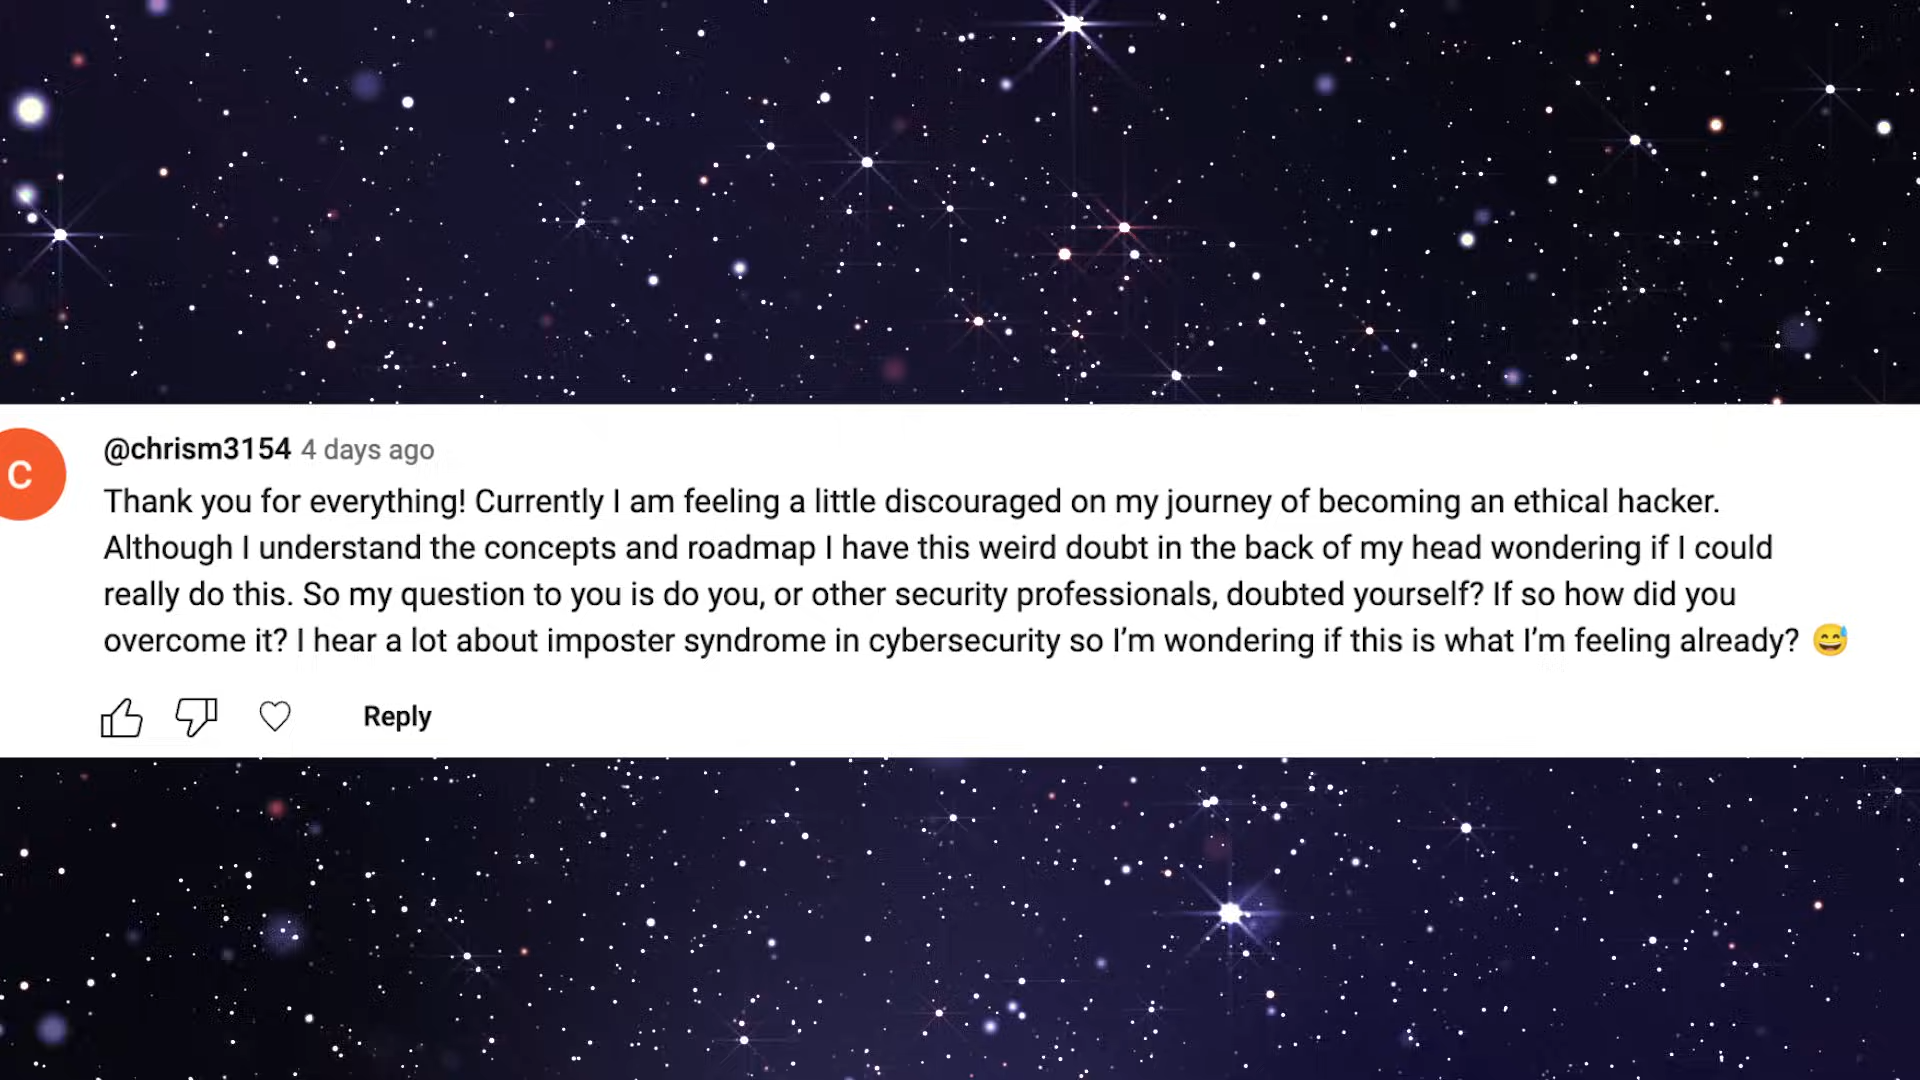 C
@chrism3154 4 days ago
Thank you for everything! Currently I am feeling a little discouraged on my journey of becoming an ethical hacker.
Although I understand the concepts and roadmap I have this weird doubt in the back of my head wondering if I could
really do this. So my question to you is do you, or other security professionals, doubted yourself? If so how did you
overcome it? I hear a lot about imposter syndrome in cybersecurity so I’m wondering if this is what I’m feeling already? 😅
Reply